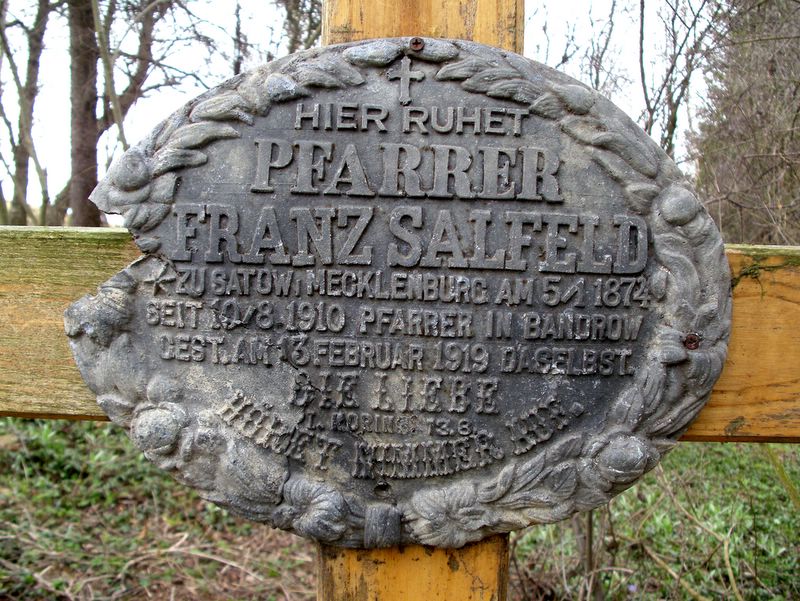 HIER RUHET
PFARRER
FRANZ SALFELD
* ZU SATOW i MECKLENBURG AM 5/1 1874
SEIT 10/8.1910 PFARRER IN BANDROW
GEST. AM 13 FEBRUAR 1919 DASELBST.
DIE LIEBE
1. KORINT. 13.8.
HÖRET NIMMER AUF.